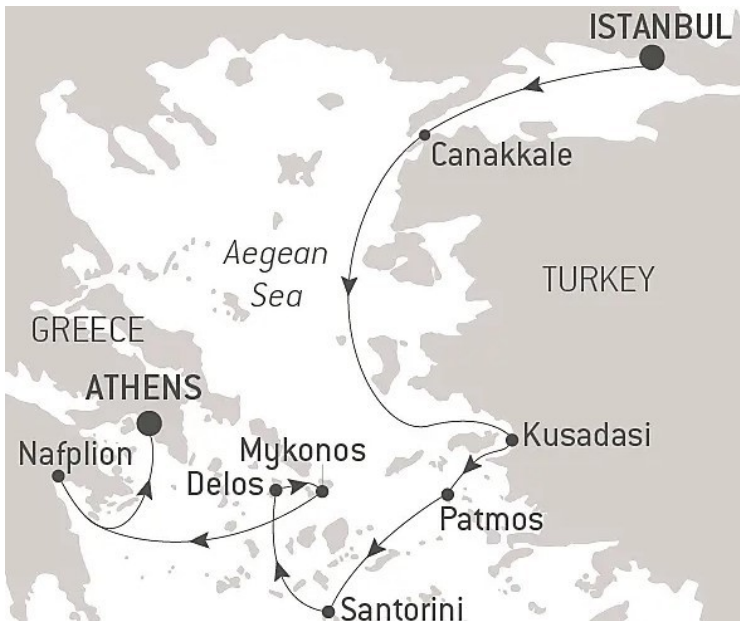 ISTANBUL
Canakkale
Aegean
Sea
TURKEY
GREECE
ATHENS
Kusadasi
Nafplion
Mykonos
Delos
Patmos
Santorini